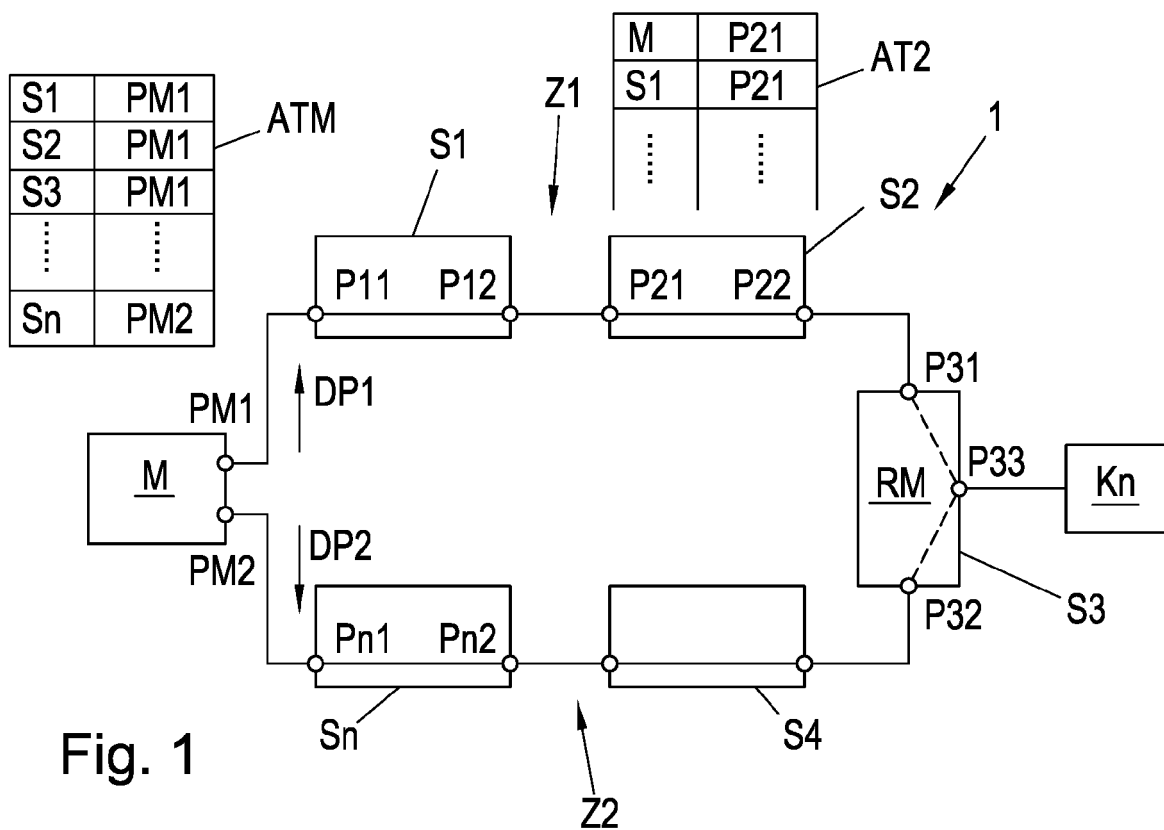 M P21
S1 P21
AT2
S1 PM1
S2 PM1
S3 PM1
Sn PM2
ATM
Z1
1
S1
S2
P11 P12
P21 P22
PM1
DP1
P31
M
RM
P33
Kn
PM2
DP2
P32
S3
Pn1 Pn2
Sn
S4
Z2
Fig. 1